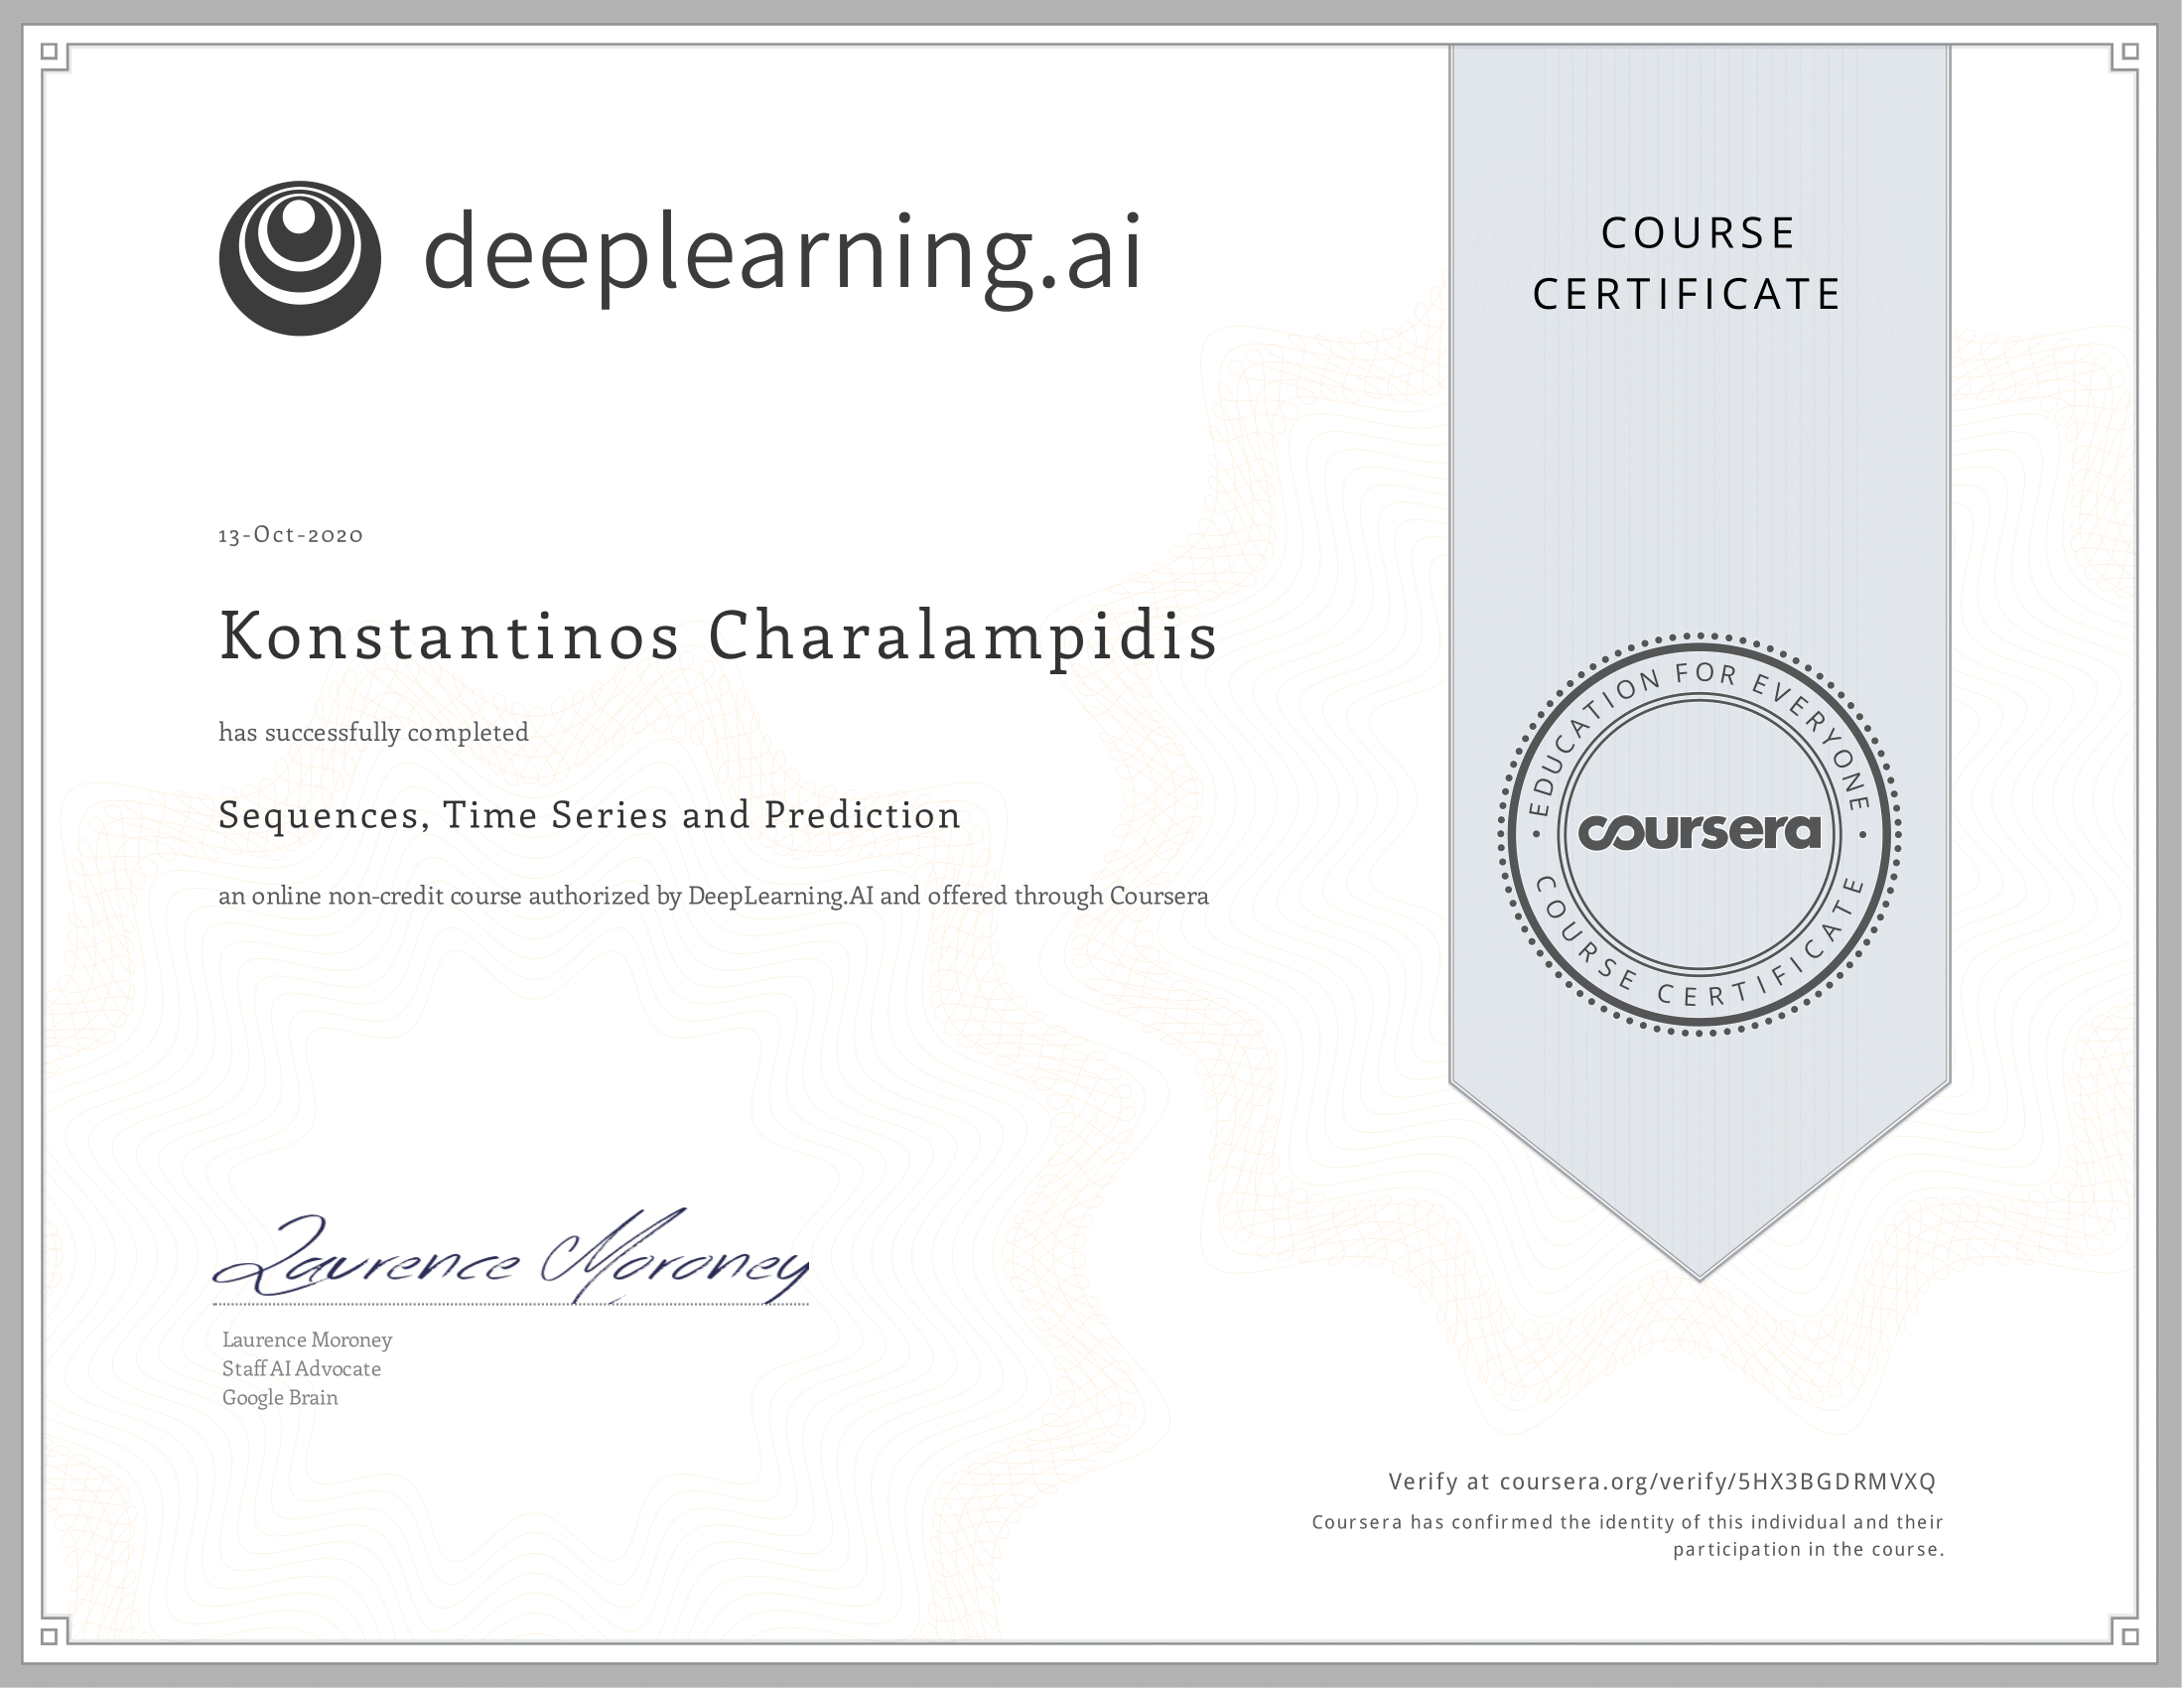 deeplearning.ai
COURSE
CERTIFICATE
13-Oct-2020
Konstantinos Charalampidis
has successfully completed
Sequences, Time Series and Prediction
an online non-credit course authorized by DeepLearning.AI and offered through Coursera
EDUCATION FOR EVERYONE
coursera
COURSE CERTIFICATE
Laurence Moroney
Laurence Moroney
Staff AI Advocate
Google Brain
Verify at coursera.org/verify/5HX3BGDRMVXQ
Coursera has confirmed the identity of this individual and their
participation in the course.